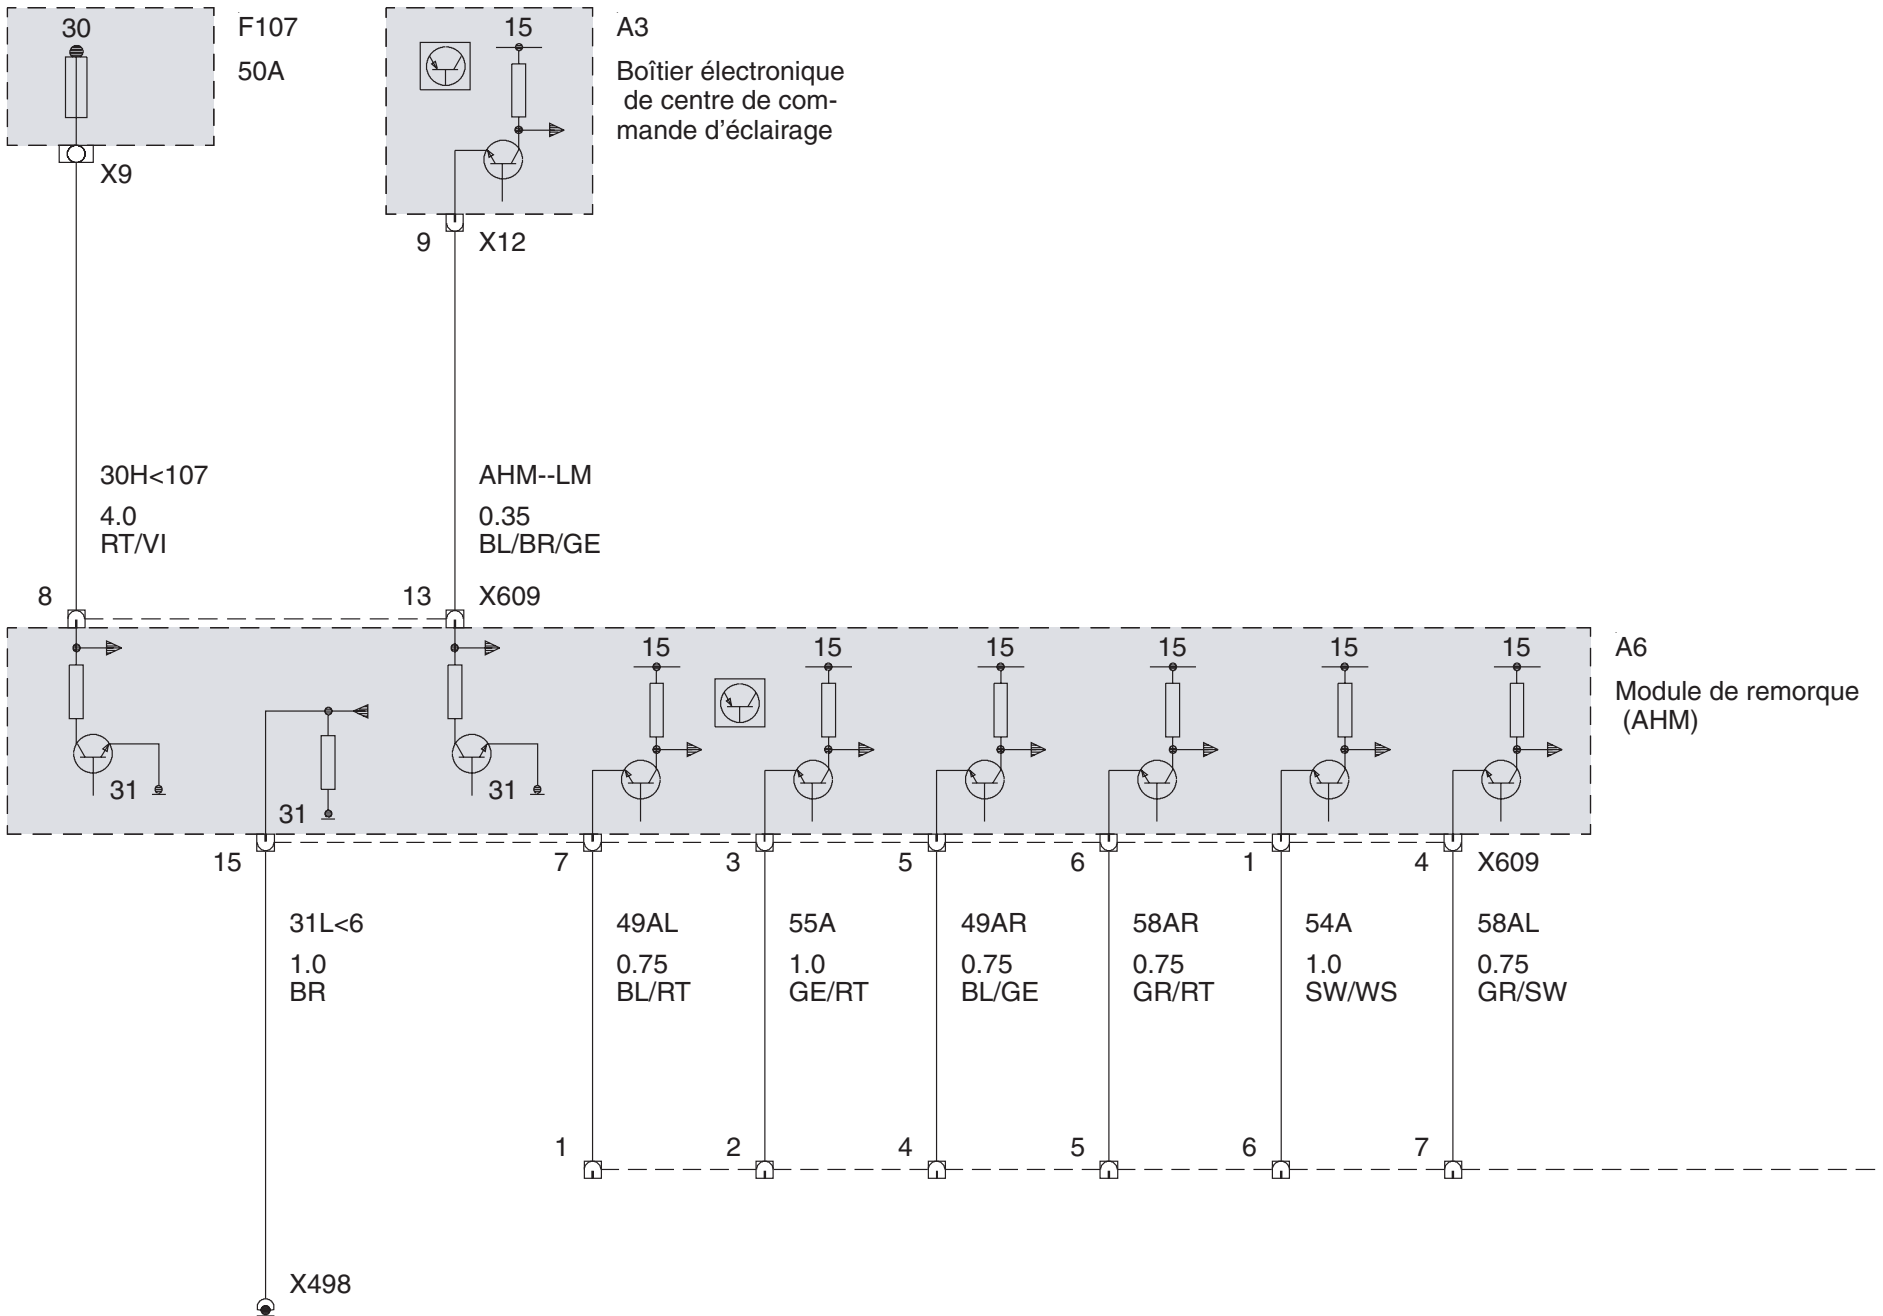 30
F107
50A
X9
15
A3
Boîtier électronique
de centre de com-
mande d'éclairage
9
X12
30H<107
4.0
RT/VI
AHM--LM
0.35
BL/BR/GE
8
13
X609
15
15
15
15
15
15
A6
Module de remorque
(AHM)
31
31
31
15
7
3
5
6
1
4
X609
31L<6
1.0
BR
49AL
0.75
BL/RT
55A
1.0
GE/RT
49AR
0.75
BL/GE
58AR
0.75
GR/RT
54A
1.0
SW/WS
58AL
0.75
GR/SW
1
2
4
5
6
7
X498